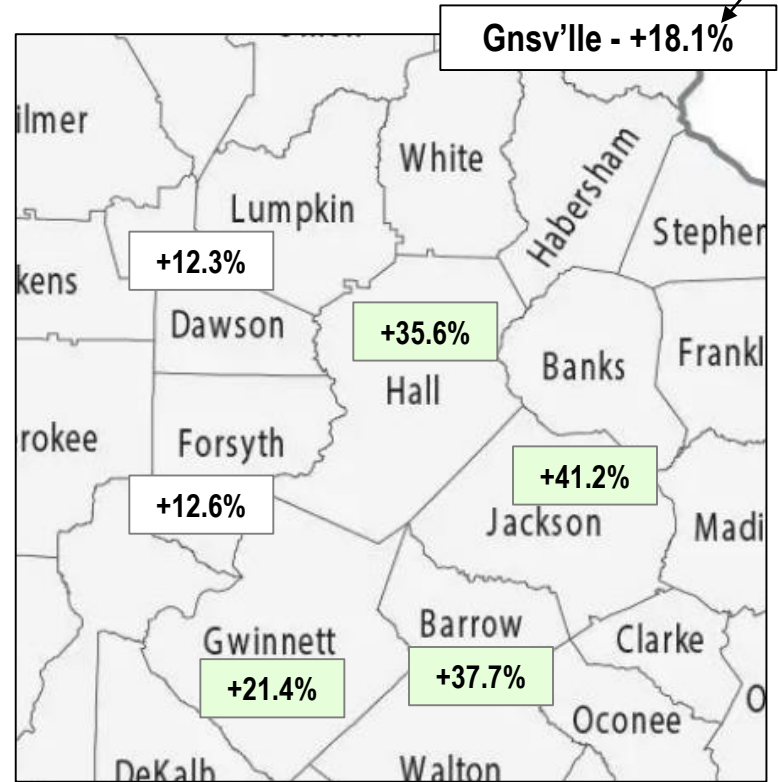 Gnsv'lle - +18.1%
ilmer
White
Habersham
Lumpkin
Stepher
+12.3%
kens
Dawson
+35.6%
Hall
Banks
Frankl
rokee
Forsyth
+41.2%
+12.6%
Jackson
Madi
Gwinnett
Barrow
Clarke
+21.4%
+37.7%
Oconee
O
DeKalb
Walton